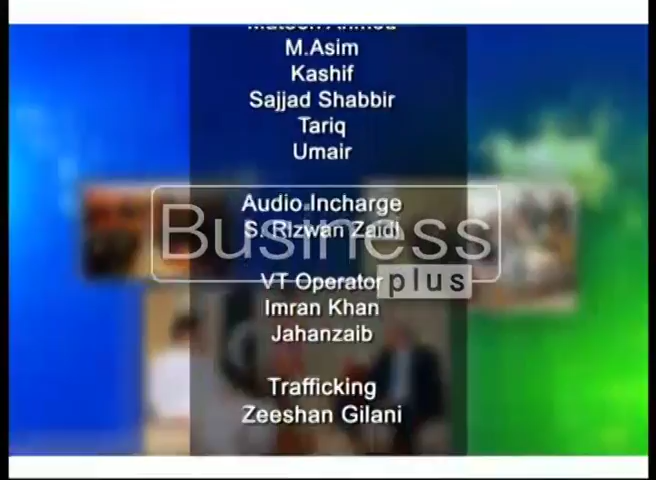 M.Asim
Kashif
Sajjad Shabbir
Tariq
Umair
Audio Incharge
S. Rizwan Zaidi
Business
plus
VT Operator
Imran Khan
Jahanzaib
Trafficking
Zeeshan Gilani